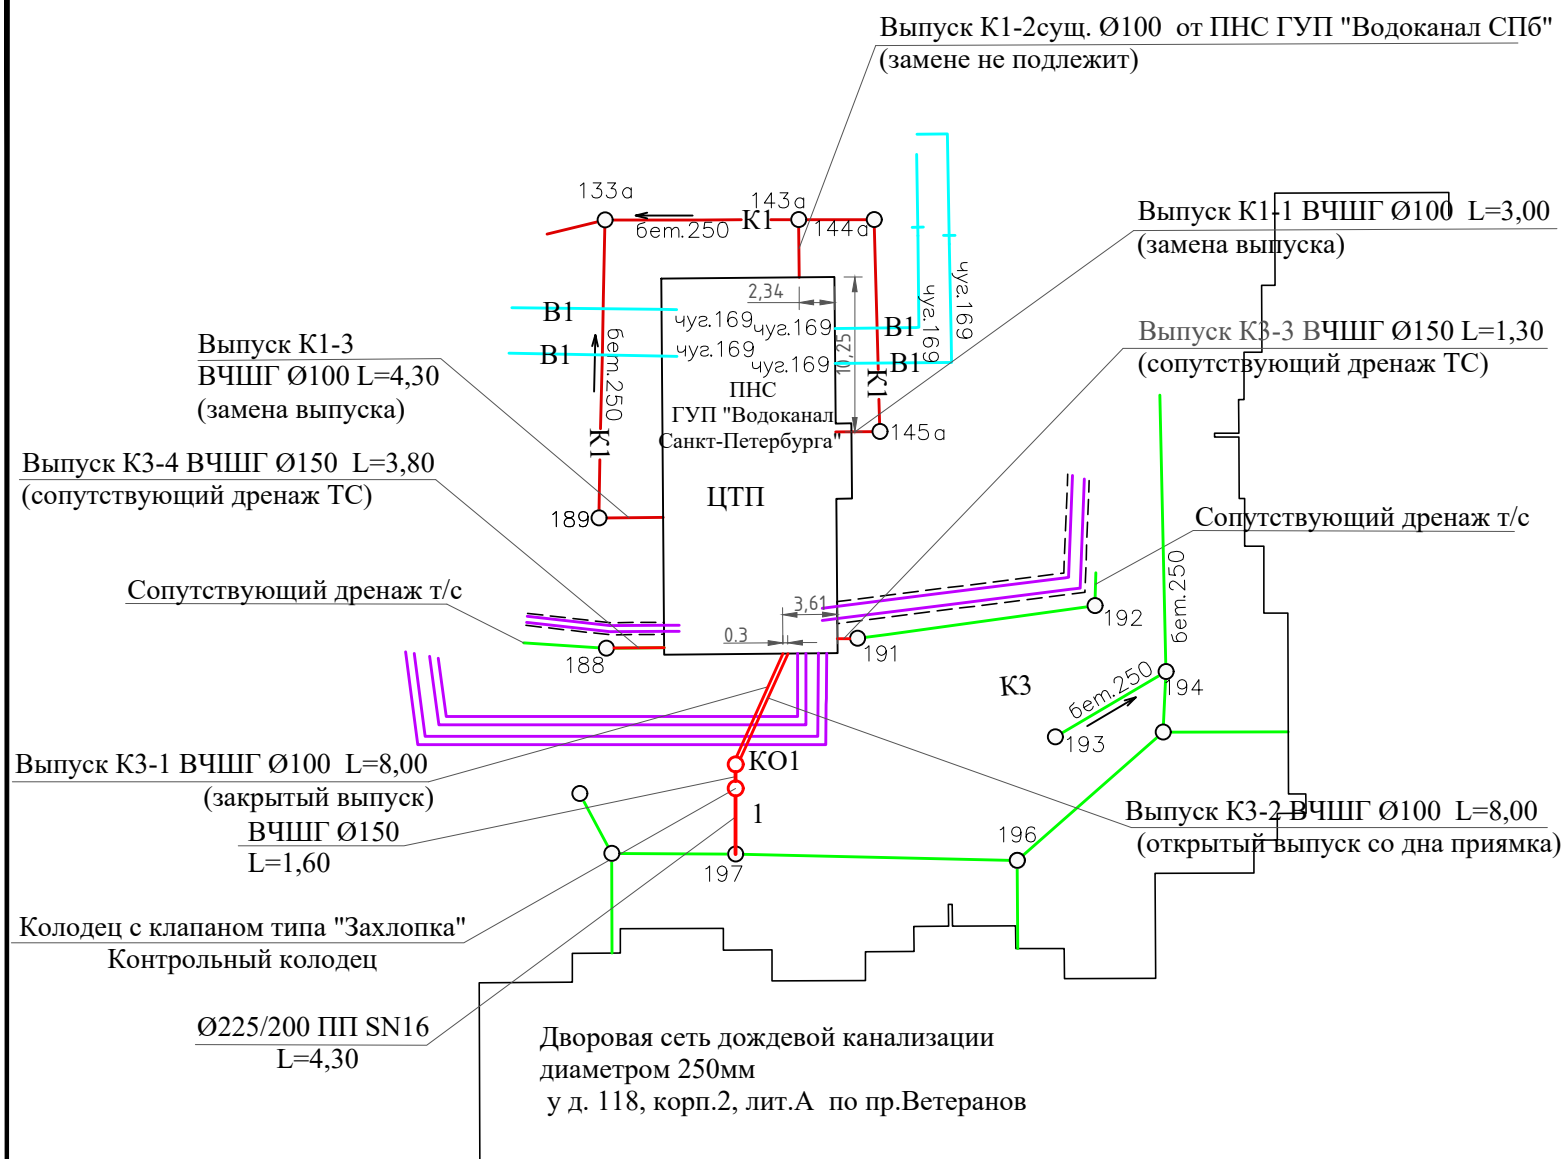 Выпуск К1-2сущ. Ø100 от ПНС ГУП "Водоканал СПб"
(замене не подлежит)
133а
143а
К1
144а
бет.250
Выпуск К1-1 ВЧШГ Ø100 L=3,00
(замена выпуска)
2,34
чуг.169
чуг.169
В1
чуг.169
чуг.169
В1
10,25
Выпуск К3-3 ВЧШГ Ø150 L=1,30
(сопутствующий дренаж ТС)
Выпуск К1-3
ВЧШГ Ø100 L=4,30
(замена выпуска)
бет.250
В1
чуг.169
чуг.169
В1
К1
ПНС
ГУП "Водоканал
Санкт-Петербурга"
145а
К1
Выпуск К3-4 ВЧШГ Ø150 L=3,80
(сопутствующий дренаж ТС)
ЦТП
189
Сопутствующий дренаж т/с
Сопутствующий дренаж т/с
3,61
192
бет.250
0.3
188
191
К3
бет.250
194
193
Выпуск К3-1 ВЧШГ Ø100 L=8,00
(закрытый выпуск)
КО1
ВЧШГ Ø150
L=1,60
1
Выпуск К3-2 ВЧШГ Ø100 L=8,00
(открытый выпуск со дна приямка)
196
197
Колодец с клапаном типа "Захлопка"
Контрольный колодец
Ø225/200 ПП SN16
L=4,30
Дворовая сеть дождевой канализации
диаметром 250мм
у д. 118, корп.2, лит.А по пр.Ветеранов